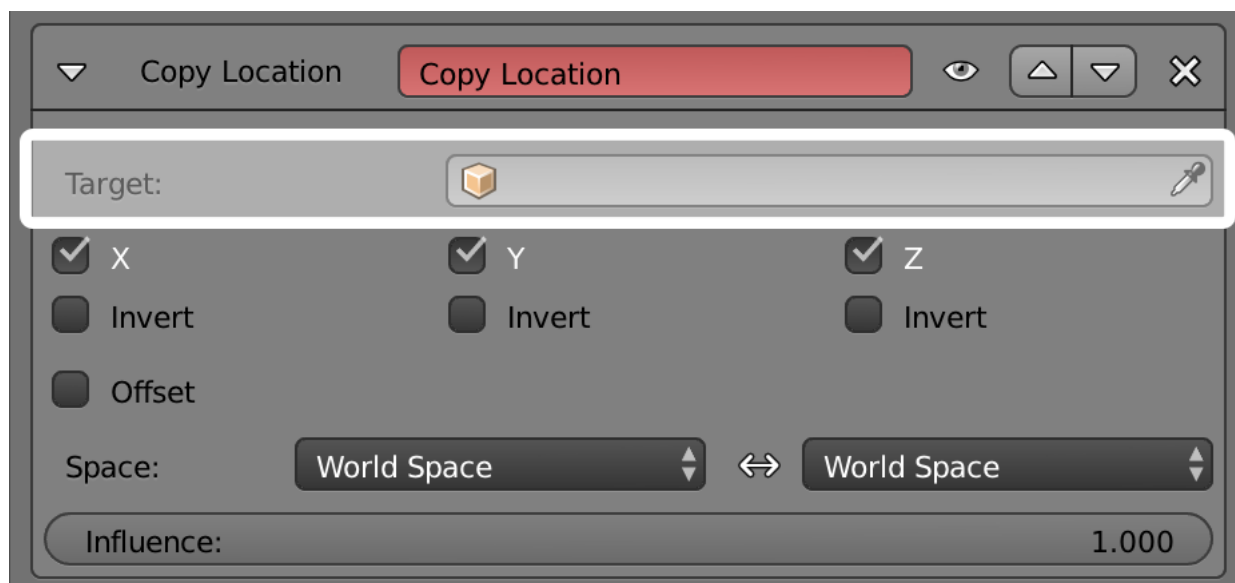 Copy Location Copy Location
Target:
X Y Z
Invert Invert Invert
Offset
Space: World Space World Space
Influence: 1.000